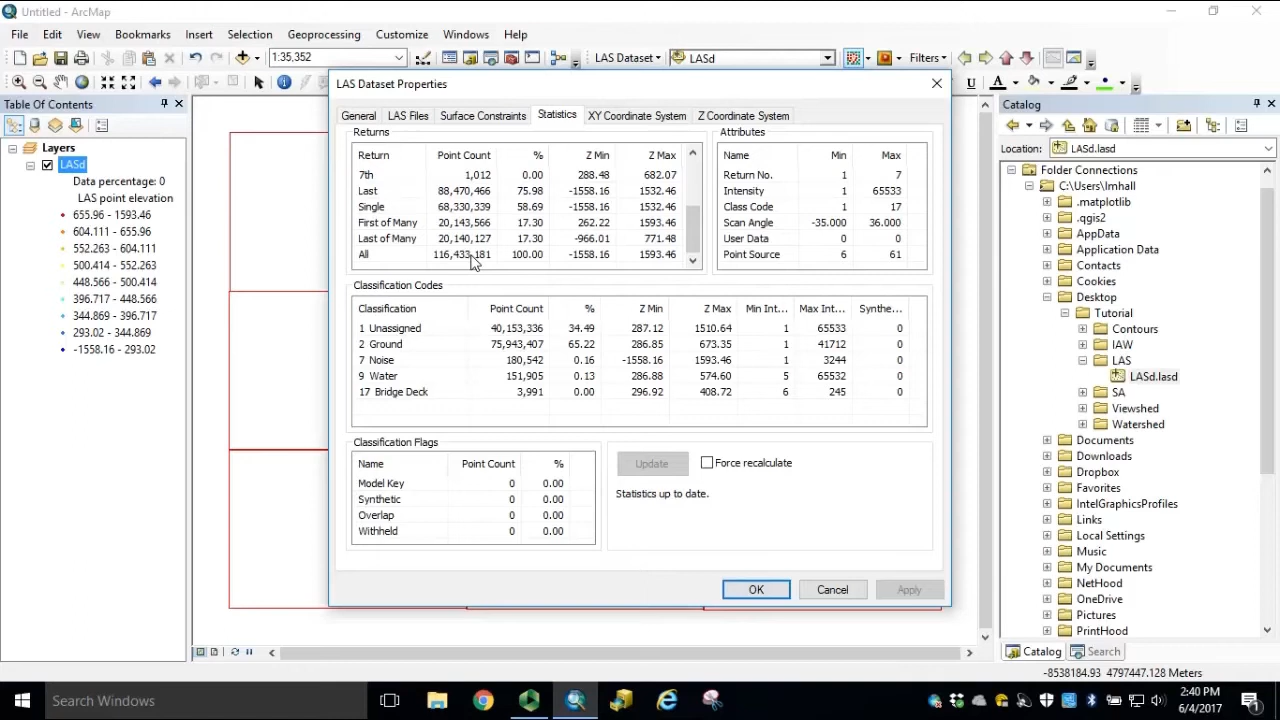 Untitled - ArcMap
File Edit View Bookmarks Insert Selection Geoprocessing Customize Windows Help
1:35,352 LAS Dataset LASd Filters
U A
Table Of Contents
Layers
LASd
Data percentage: 0
LAS point elevation
655.96 - 1593.46
604.111 - 655.96
552.263 - 604.111
500.414 - 552.263
448.566 - 500.414
396.717 - 448.566
344.869 - 396.717
293.02 - 344.869
-1558.16 - 293.02
LAS Dataset Properties
General LAS Files Surface Constraints Statistics XY Coordinate System Z Coordinate System
Returns
Return Point Count % Z Min Z Max
7th 1,012 0.00 288.48 682.07
Last 88,470,466 75.98 -1558.16 1532.46
Single 68,330,339 58.69 -1558.16 1532.46
First of Many 20,143,566 17.30 262.22 1593.46
Last of Many 20,140,127 17.30 -966.01 771.48
All 116,433,181 100.00 -1558.16 1593.46
Attributes
Name Min Max
Return No. 1 7
Intensity 1 65533
Class Code 1 17
Scan Angle -35.000 36.000
User Data 0 0
Point Source 6 61
Classification Codes
Classification Point Count % Z Min Z Max Min Int... Max Int... Synthe...
1 Unassigned 40,153,336 34.49 287.12 1510.64 1 65533 0
2 Ground 75,943,407 65.22 286.85 673.35 1 41712 0
7 Noise 180,542 0.16 -1558.16 1593.46 1 3244 0
9 Water 151,905 0.13 286.88 574.60 5 65532 0
17 Bridge Deck 3,991 0.00 296.92 408.72 6 245 0
Classification Flags
Name Point Count %
Model Key 0 0.00
Synthetic 0 0.00
Overlap 0 0.00
Withheld 0 0.00
Update Force recalculate
Statistics up to date.
OK Cancel Apply
Catalog
Location: LASd.lasd
Folder Connections
C:\Users\lmhall
.matplotlib
.qgis2
AppData
Application Data
Contacts
Cookies
Desktop
Tutorial
Contours
IAW
LAS
LASd.lasd
SA
Viewshed
Watershed
Documents
Downloads
Dropbox
Favorites
IntelGraphicsProfiles
Links
Local Settings
Music
My Documents
NetHood
OneDrive
Pictures
PrintHood
Catalog Search
-8538184.93 4797447.128 Meters
Search Windows
2:40 PM
6/4/2017
1